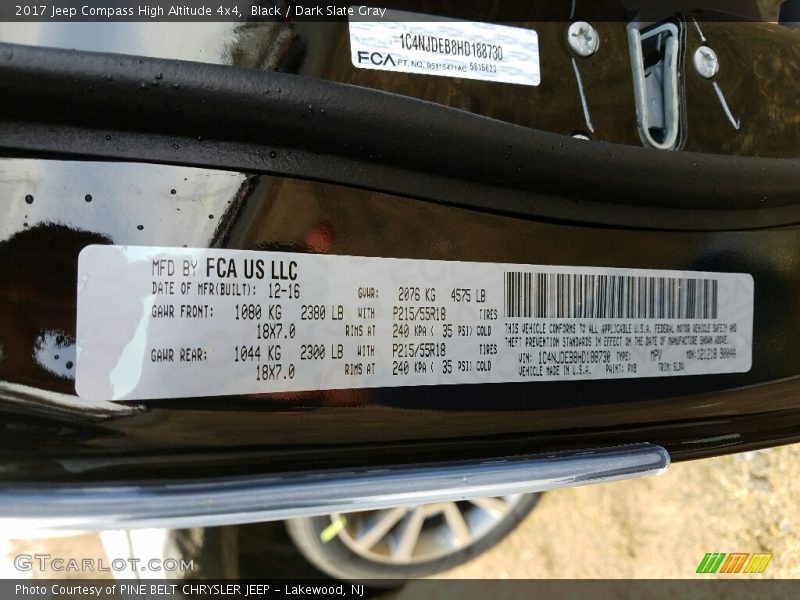 2017 Jeep Compass High Altitude 4x4, Black / Dark Slate Gray
1C4NJDEB8HD188730
FCA PT. NO.
MFD BY FCA US LLC
DATE OF MFR(BUILT): 12-16 GVWR: 2076 KG 4575 LB
GAWR FRONT: 1080 KG 2380 LB WITH P215/55R18 TIRES
18X7.0 RIMS AT 240 KPA ( 35 PSI) COLD
GAWR REAR: 1044 KG 2300 LB WITH P215/55R18 TIRES
18X7.0 RIMS AT 240 KPA ( 35 PSI) COLD
THIS VEHICLE CONFORMS TO ALL APPLICABLE U.S.A. FEDERAL MOTOR VEHICLE SAFETY AND
THEFT PREVENTION STANDARDS IN EFFECT ON THE DATE OF MANUFACTURE SHOWN ABOVE.
VIN: 1C4NJDEB8HD188730 TYPE: MPV MDH:
VEHICLE MADE IN U.S.A. PAINT: PX8 TRIM:
GTCARLOT.COM
Photo Courtesy of PINE BELT CHRYSLER JEEP – Lakewood, NJ